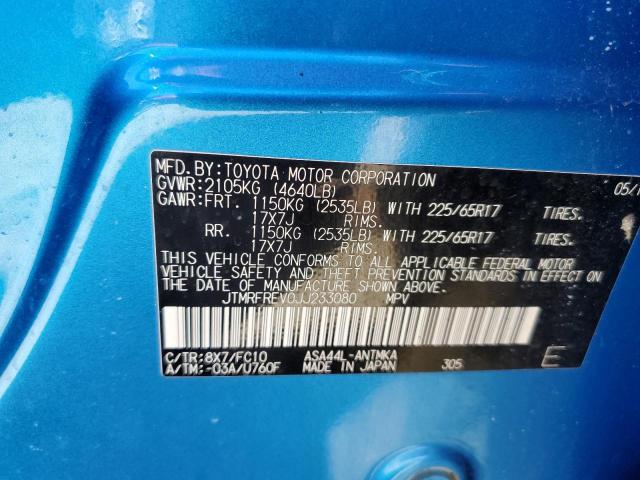 MFD. BY: TOYOTA MOTOR CORPORATION 05/1
GVWR: 2105KG (4640LB)
GAWR: FRT. 1150KG (2535LB) WITH 225/65R17 TIRES.
17X7J RIMS.
RR. 1150KG (2535LB) WITH 225/65R17 TIRES.
17X7J RIMS.
THIS VEHICLE CONFORMS TO ALL APPLICABLE FEDERAL MOTOR
VEHICLE SAFETY AND THEFT PREVENTION STANDARDS IN EFFECT ON
THE DATE OF MANUFACTURE SHOWN ABOVE.
JTMRFREV0JJ233080 MPV
C/TR: 8X7/FC10 ASA44L-ANTMKA
A/TM: -03A/U760F MADE IN JAPAN 305 E